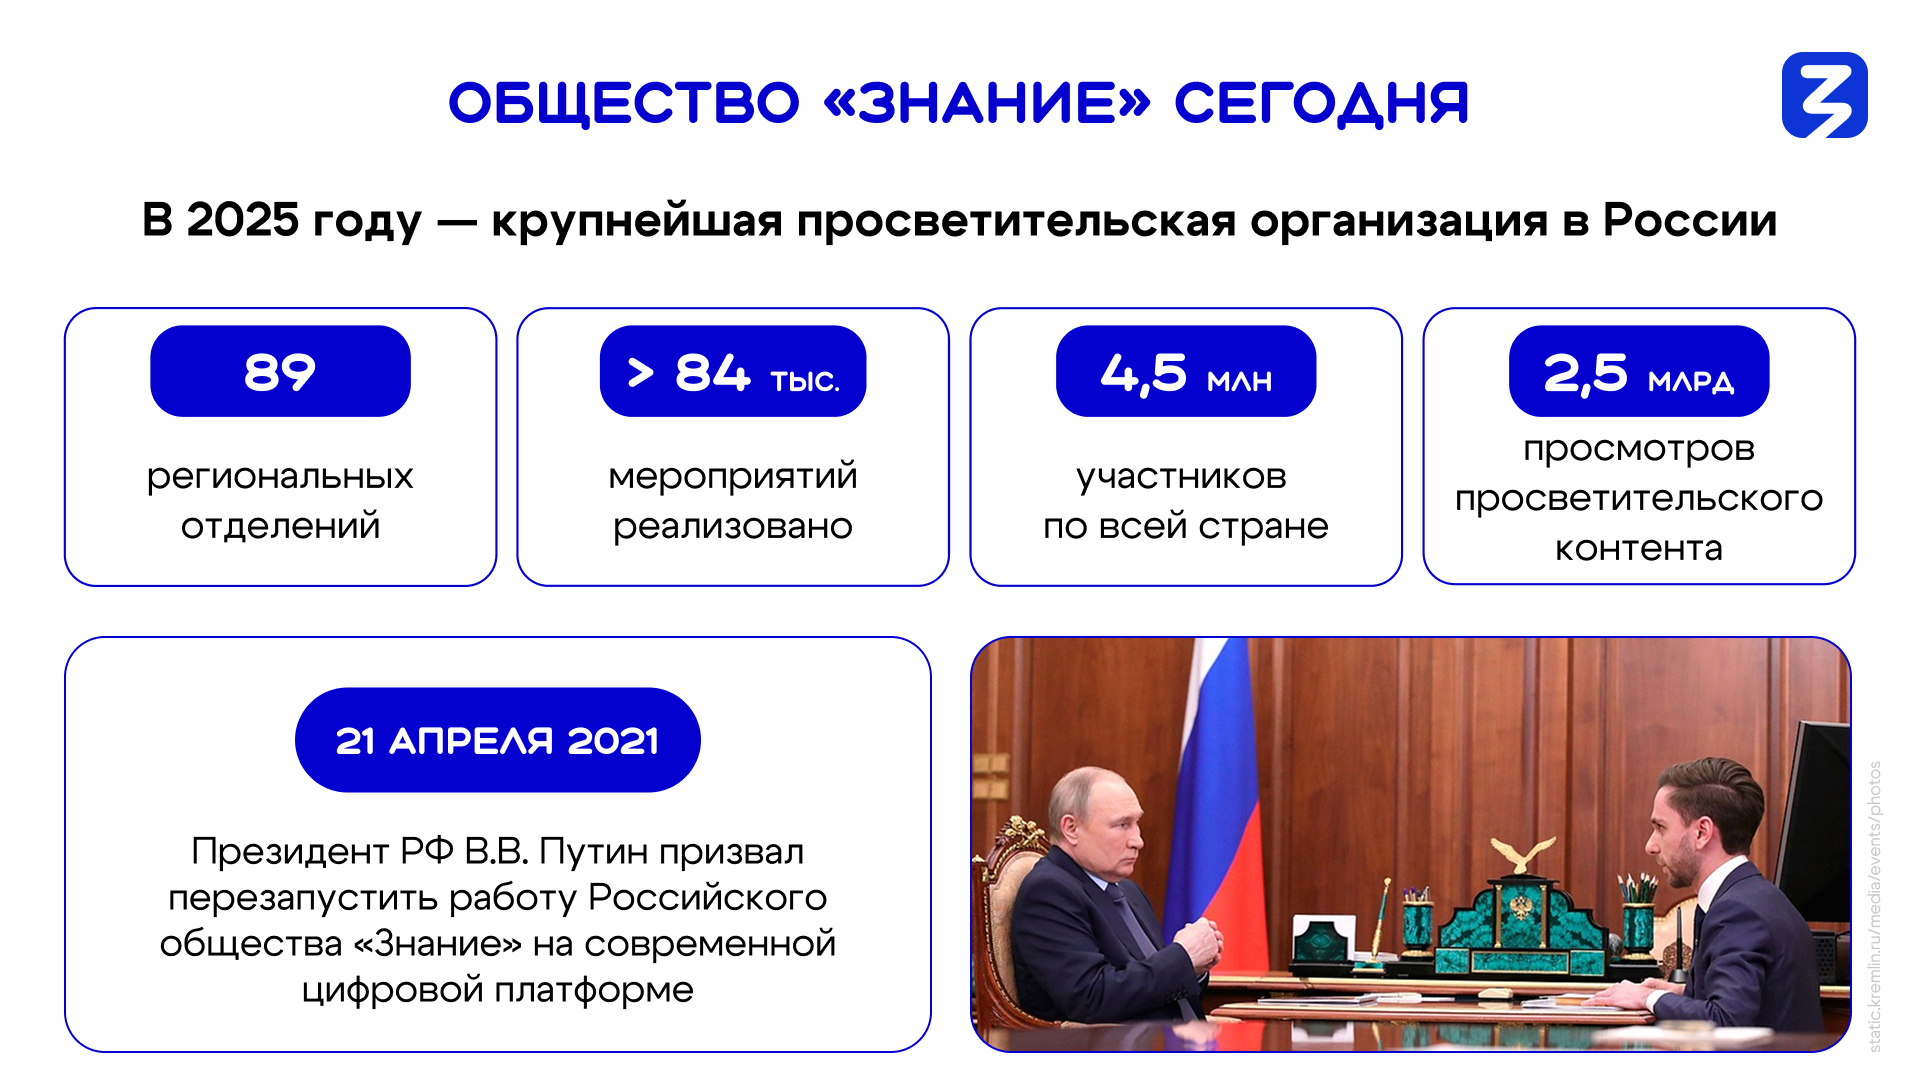 ОБЩЕСТВО «ЗНАНИЕ» СЕГОДНЯ
В 2025 году — крупнейшая просветительская организация в России
89
региональных
отделений
> 84 тыс.
мероприятий
реализовано
4,5 млн
участников
по всей стране
2,5 млрд
просмотров
просветительского
контента
21 АПРЕЛЯ 2021
Президент РФ В.В. Путин призвал
перезапустить работу Российского
общества «Знание» на современной
цифровой платформе
static.kremlin.ru/media/events/photos